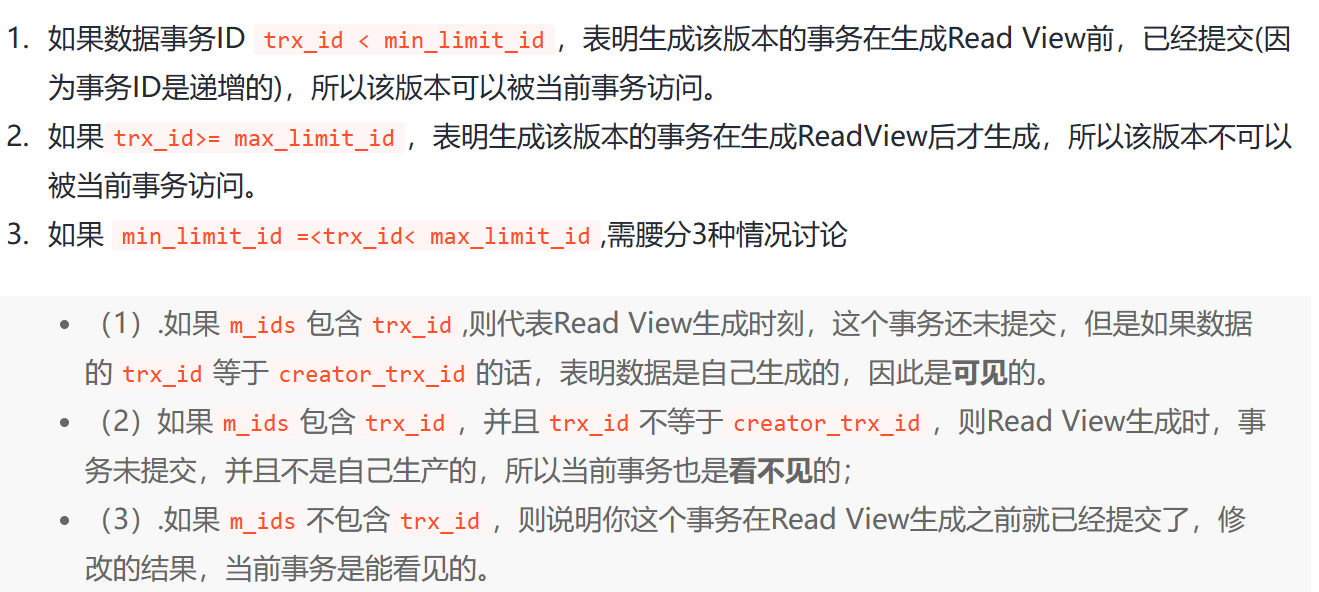 1. 如果数据事务ID trx_id < min_limit_id，表明生成该版本的事务在生成Read View前，已经提交(因
为事务ID是递增的)，所以该版本可以被当前事务访问。
2. 如果trx_id>= max_limit_id，表明生成该版本的事务在生成ReadView后才生成，所以该版本不可以
被当前事务访问。
3. 如果 min_limit_id =<trx_id< max_limit_id,需腰分3种情况讨论
• （1）.如果 m_ids 包含 trx_id ,则代表Read View生成时刻，这个事务还未提交，但是如果数据
的 trx_id 等于 creator_trx_id 的话，表明数据是自己生成的，因此是可见的。
• （2）如果 m_ids 包含 trx_id ，并且 trx_id 不等于 creator_trx_id ，则Read View生成时，事
务未提交，并且不是自己生产的，所以当前事务也是看不见的；
• （3）.如果 m_ids 不包含 trx_id ，则说明你这个事务在Read View生成之前就已经提交了，修
改的结果，当前事务是能看见的。